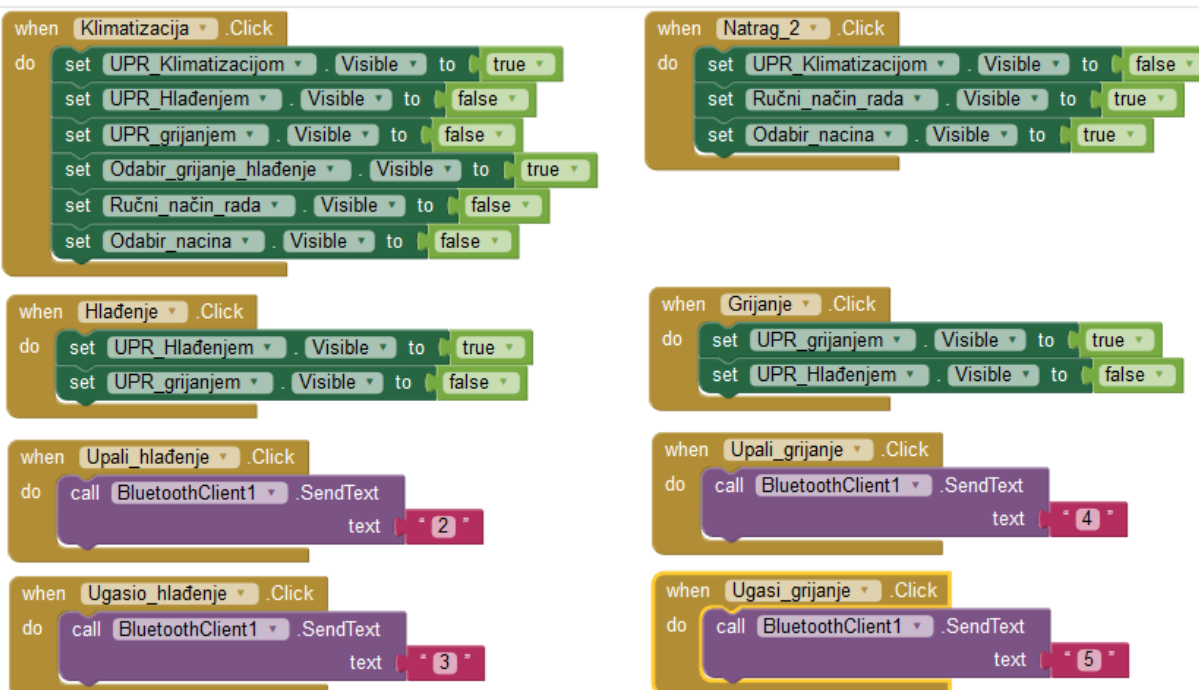 when Klimatizacija .Click
do set UPR_Klimatizacijom . Visible to true
set UPR_Hlađenjem . Visible to false
set UPR_grijanjem . Visible to false
set Odabir_grijanje_hlađenje . Visible to true
set Ručni_način_rada . Visible to false
set Odabir_nacina . Visible to false
when Natrag_2 .Click
do set UPR_Klimatizacijom . Visible to false
set Ručni_način_rada . Visible to true
set Odabir_nacina . Visible to true
when Hlađenje .Click
do set UPR_Hlađenjem . Visible to true
set UPR_grijanjem . Visible to false
when Grijanje .Click
do set UPR_grijanjem . Visible to true
set UPR_Hlađenjem . Visible to false
when Upali_hlađenje .Click
do call BluetoothClient1 .SendText
text " 2 "
when Upali_grijanje .Click
do call BluetoothClient1 .SendText
text " 4 "
when Ugasio_hlađenje .Click
do call BluetoothClient1 .SendText
text " 3 "
when Ugasi_grijanje .Click
do call BluetoothClient1 .SendText
text " 5 "